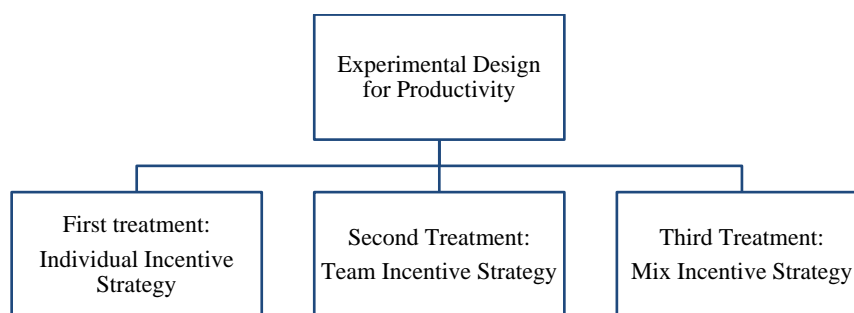 Experimental Design
for Productivity
First treatment:
Individual Incentive
Strategy
Second Treatment:
Team Incentive Strategy
Third Treatment:
Mix Incentive Strategy